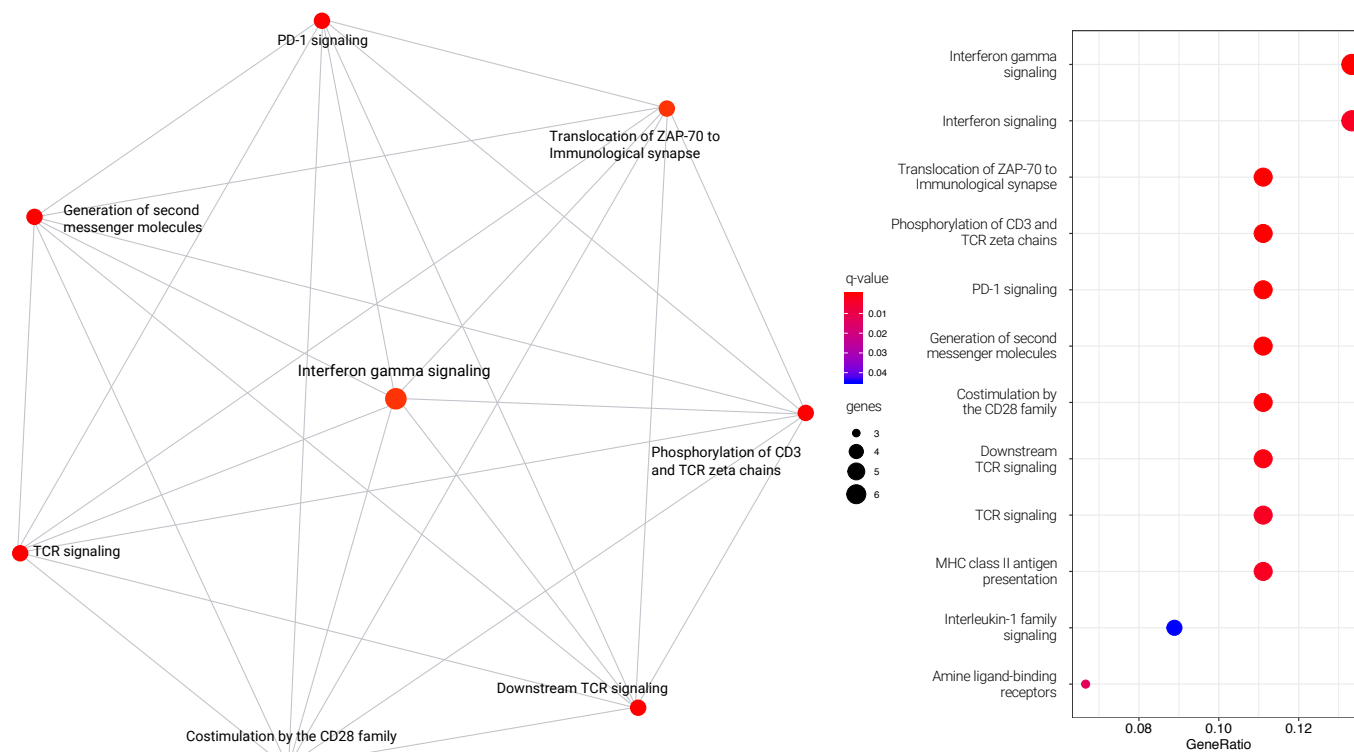 PD-1 signaling
Translocation of ZAP-70 to
Immunological synapse
Generation of second
messenger molecules
Interferon gamma signaling
Phosphorylation of CD3
and TCR zeta chains
TCR signaling
Downstream TCR signaling
Costimulation by the CD28 family
q-value
0.01
0.02
0.03
0.04
genes
3
4
5
6
Interferon gamma
signaling
Interferon signaling
Translocation of ZAP-70 to
Immunological synapse
Phosphorylation of CD3 and
TCR zeta chains
PD-1 signaling
Generation of second
messenger molecules
Costimulation by
the CD28 family
Downstream
TCR signaling
TCR signaling
MHC class II antigen
presentation
Interleukin-1 family
signaling
Amine ligand-binding
receptors
0.08
0.10
0.12
GeneRatio